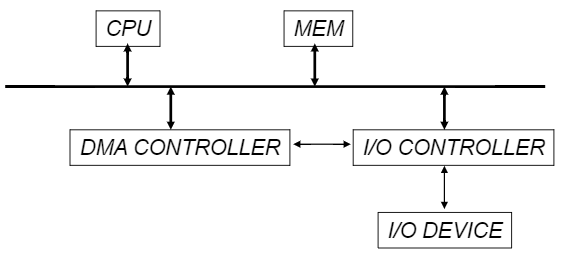 CPU
MEM
DMA CONTROLLER
I/O CONTROLLER
I/O DEVICE